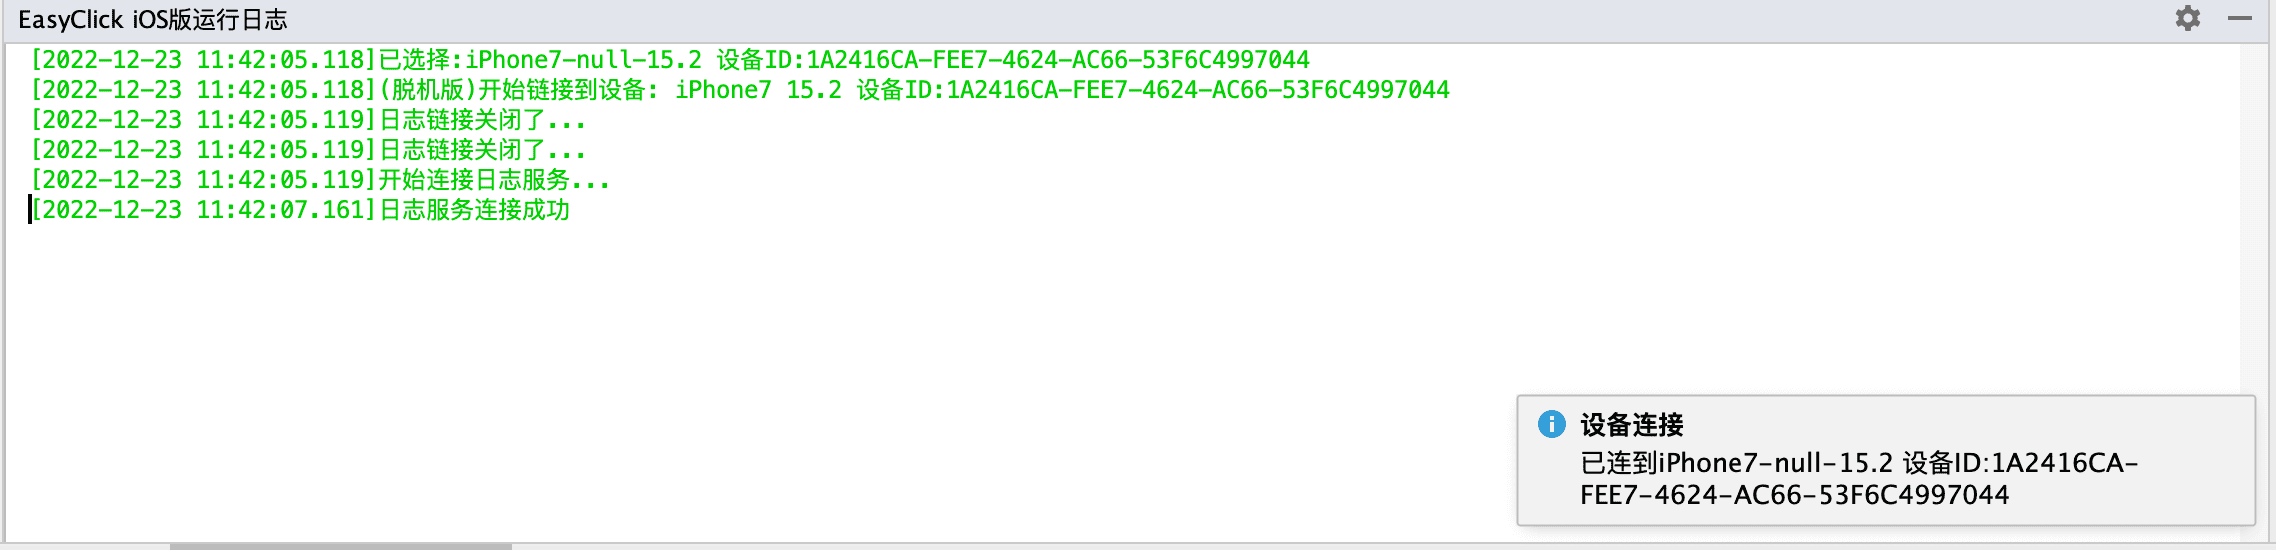 EasyClick iOS版运行日志
[2022-12-23 11:42:05.118]已选择:iPhone7-null-15.2 设备ID:1A2416CA-FEE7-4624-AC66-53F6C4997044
[2022-12-23 11:42:05.118](脱机版)开始链接到设备: iPhone7 15.2 设备ID:1A2416CA-FEE7-4624-AC66-53F6C4997044
[2022-12-23 11:42:05.119]日志链接关闭了...
[2022-12-23 11:42:05.119]日志链接关闭了...
[2022-12-23 11:42:05.119]开始连接日志服务...
[2022-12-23 11:42:07.161]日志服务连接成功
设备连接
已连到iPhone7-null-15.2 设备ID:1A2416CA-
FEE7-4624-AC66-53F6C4997044